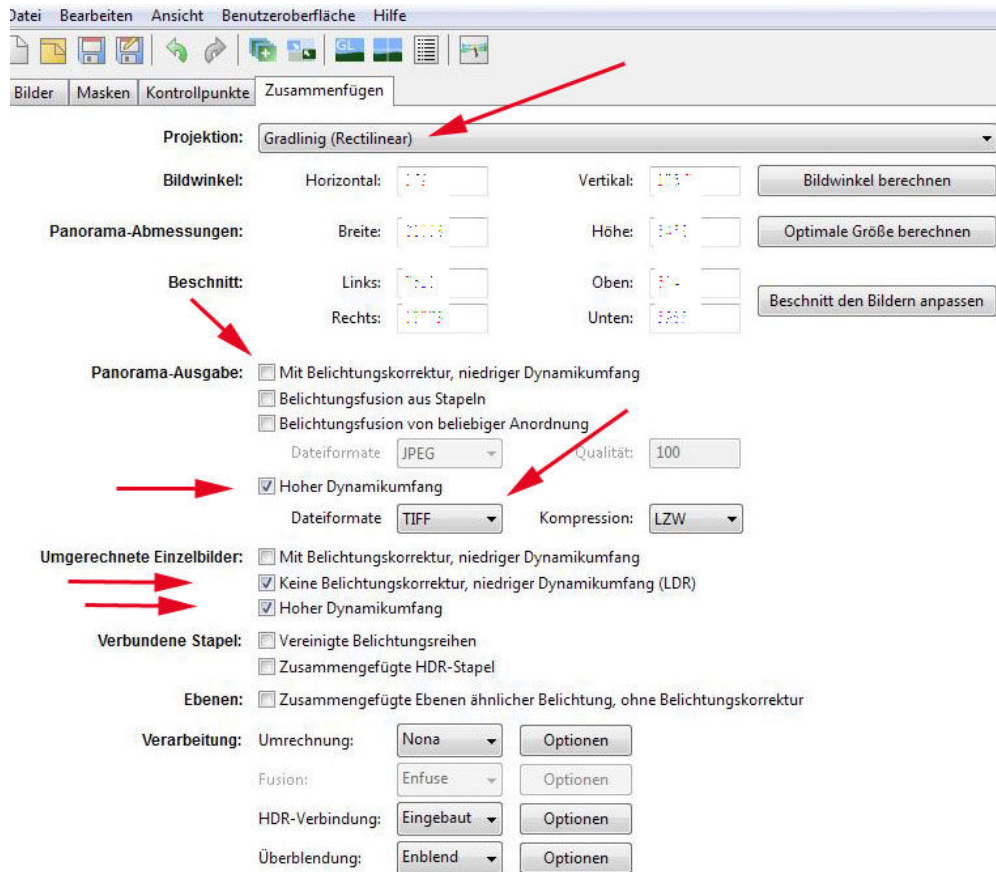 Datei Bearbeiten Ansicht Benutzeroberfläche Hilfe
Bilder Masken Kontrollpunkte Zusammenfügen
Projektion: Gradlinig (Rectilinear)
Bildwinkel: Horizontal: Vertikal: Bildwinkel berechnen
Panorama-Abmessungen: Breite: Höhe: Optimale Größe berechnen
Beschnitt: Links: Oben:
Beschnitt den Bildern anpassen
Rechts: Unten:
Panorama-Ausgabe: Mit Belichtungskorrektur, niedriger Dynamikumfang
Belichtungsfusion aus Stapeln
Belichtungsfusion von beliebiger Anordnung
Dateiformate JPEG Qualität: 100
Hoher Dynamikumfang
Dateiformate TIFF Kompression: LZW
Umgerechnete Einzelbilder: Mit Belichtungskorrektur, niedriger Dynamikumfang
Keine Belichtungskorrektur, niedriger Dynamikumfang (LDR)
Hoher Dynamikumfang
Verbundene Stapel: Vereinigte Belichtungsreihen
Zusammengefügte HDR-Stapel
Ebenen: Zusammengefügte Ebenen ähnlicher Belichtung, ohne Belichtungskorrektur
Verarbeitung: Umrechnung: Nona Optionen
Fusion: Enfuse Optionen
HDR-Verbindung: Eingebaut Optionen
Überblendung: Enblend Optionen